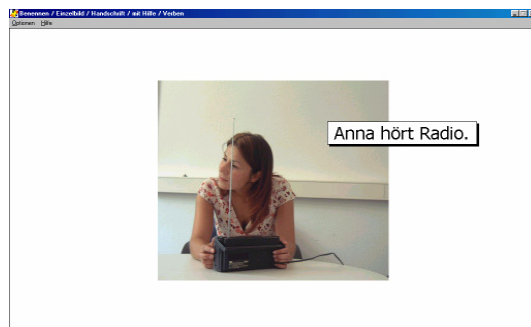 Benennen / Einzelbild / Handschrift / mit Hilfe / Verben
Optionen Hilfe
Anna hört Radio.